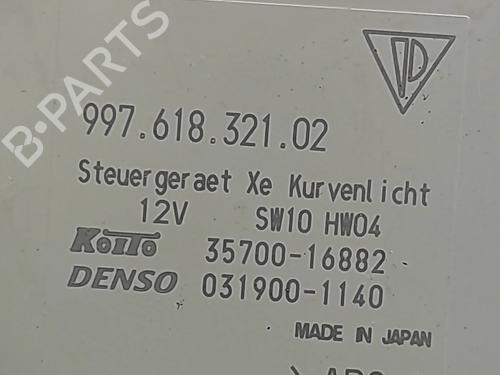 B-PARTS
997.618.321.02
Steuergeraet Xe Kurvenlicht
12V SW10 HW04
KOITO 35700-16882
DENSO 031900-1140
MADE IN JAPAN